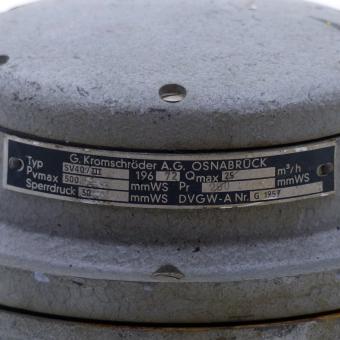 G. Kromschröder A.G. OSNABRÜCK
Typ SV40/III 196 72 Qmax 25 m³/h
Pvmax 500 mmWS Pr mmWS
Sperrdruck 50 mmWS DVGW-A Nr. G 195